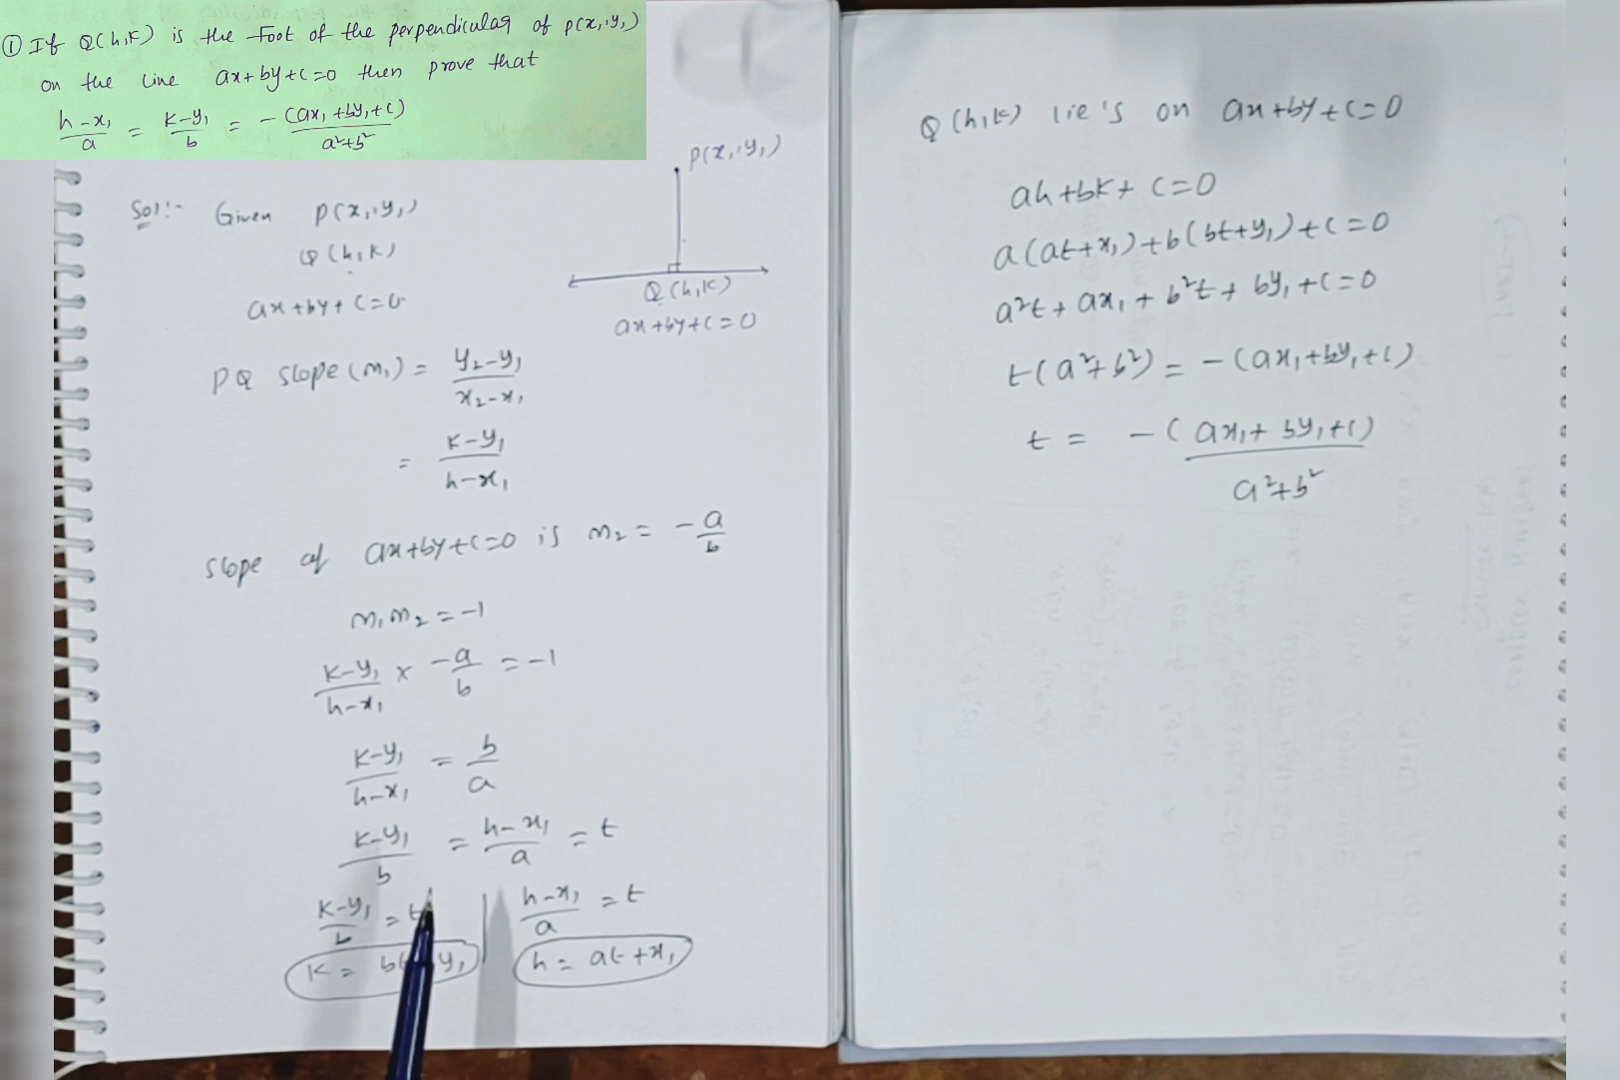 ① If Q(h,k) is the Foot of the perpendicular of P(x₁,y₁)
on the line ax+by+c=0 then prove that
(h-x₁)/a = (k-y₁)/b = -(ax₁+by₁+c)/(a²+b²)
Sol:- Given P(x₁,y₁)
Q(h,k)
ax+by+c=0
P(x₁,y₁)
Q(h,k)
ax+by+c=0
PQ slope(m₁) = (y₂-y₁)/(x₂-x₁)
= (k-y₁)/(h-x₁)
slope of ax+by+c=0 is m₂ = -a/b
m₁m₂=-1
(k-y₁)/(h-x₁) × -a/b = -1
(k-y₁)/(h-x₁) = b/a
(k-y₁)/b = (h-x₁)/a = t
(k-y₁)/b = t | (h-x₁)/a = t
k = b y₁ | h = at+x₁
Q(h,k) lie's on ax+by+c=0
ah+bk+c=0
a(at+x₁)+b(bt+y₁)+c=0
a²t+ax₁+b²t+by₁+c=0
t(a²+b²) = -(ax₁+by₁+c)
t = -(ax₁+by₁+c)/(a²+b²)